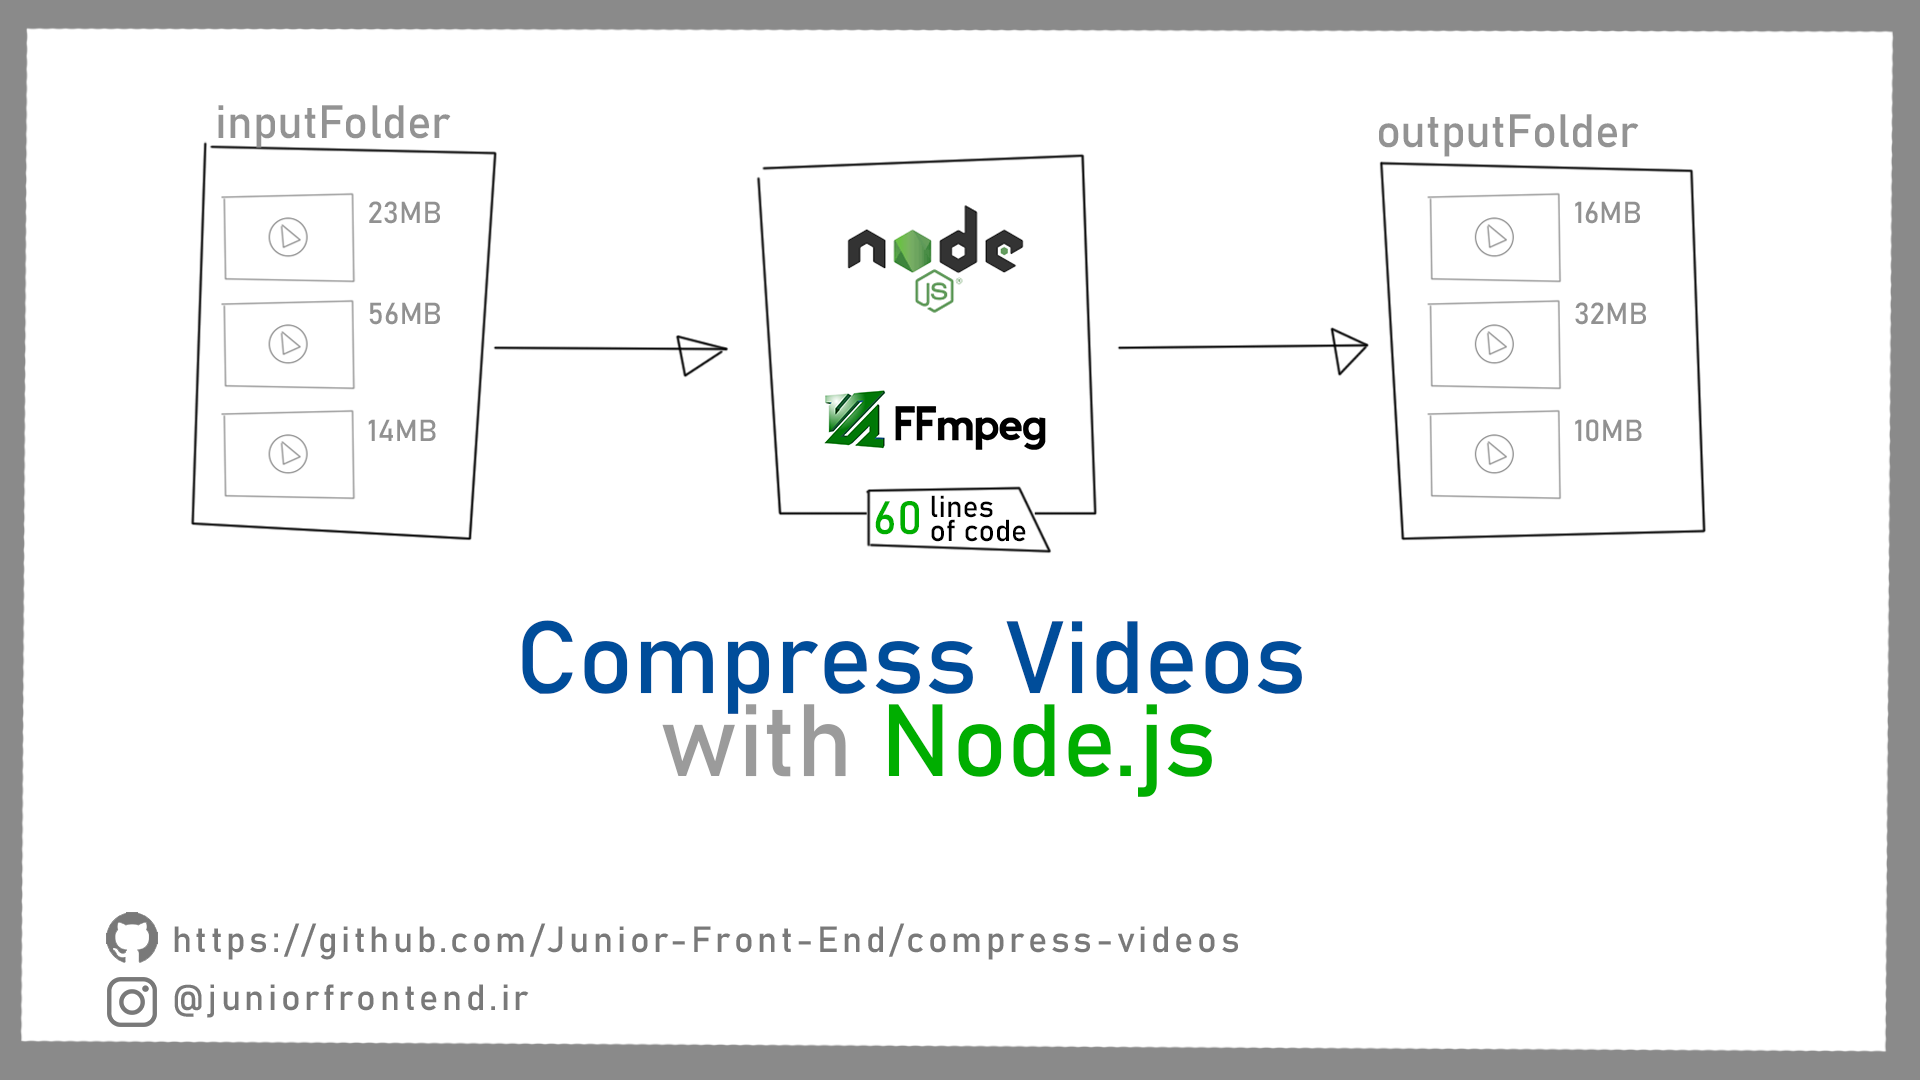 inputFolder
23MB
56MB
14MB
node
JS
FFmpeg
60 lines
of code
outputFolder
16MB
32MB
10MB
Compress Videos
with Node.js
https://github.com/Junior-Front-End/compress-videos
@juniorfrontend.ir